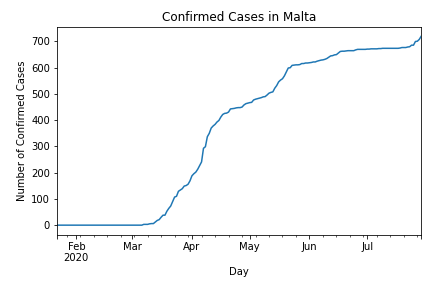 Confirmed Cases in Malta
Number of Confirmed Cases
700
600
500
400
300
200
100
0
Feb Mar Apr May Jun Jul
2020
Day